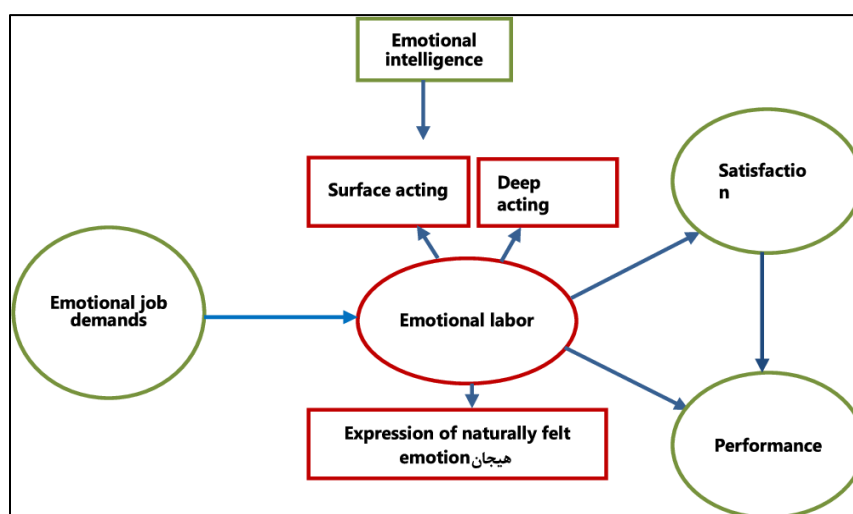 Emotional
intelligence
Surface acting
Deep
acting
Satisfactio
n
Emotional job
demands
Emotional labor
Expression of naturally felt
emotionهیجان
Performance